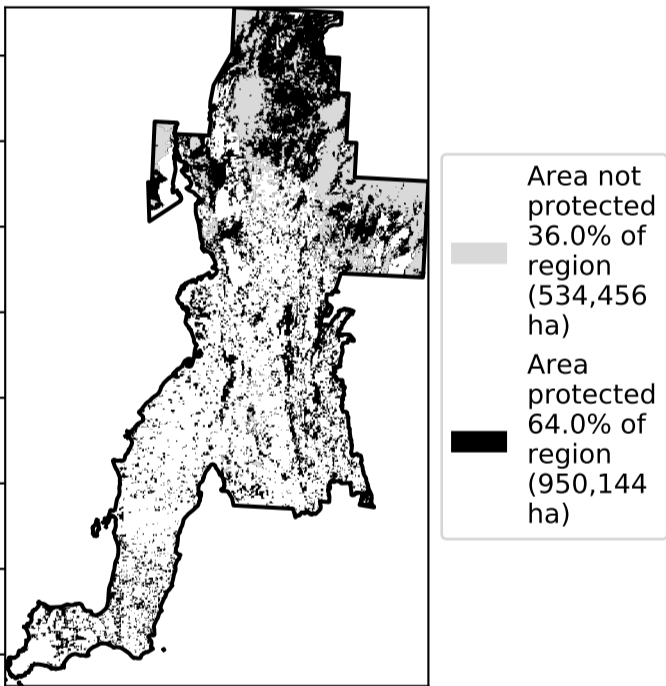 Area not
protected
36.0% of
region
(534,456
ha)
Area
protected
64.0% of
region
(950,144
ha)